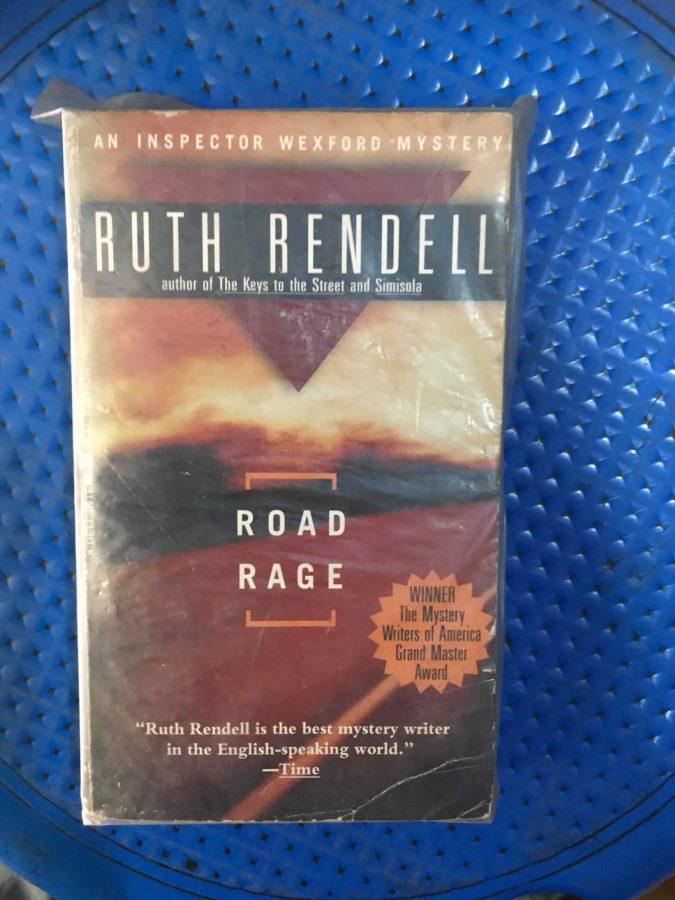 AN INSPECTOR WEXFORD MYSTERY
RUTH RENDELL
author of The Keys to the Street and Simisola
ROAD
RAGE
WINNER
The Mystery
Writers of America
Grand Master
Award
“Ruth Rendell is the best mystery writer
in the English-speaking world.”
—Time